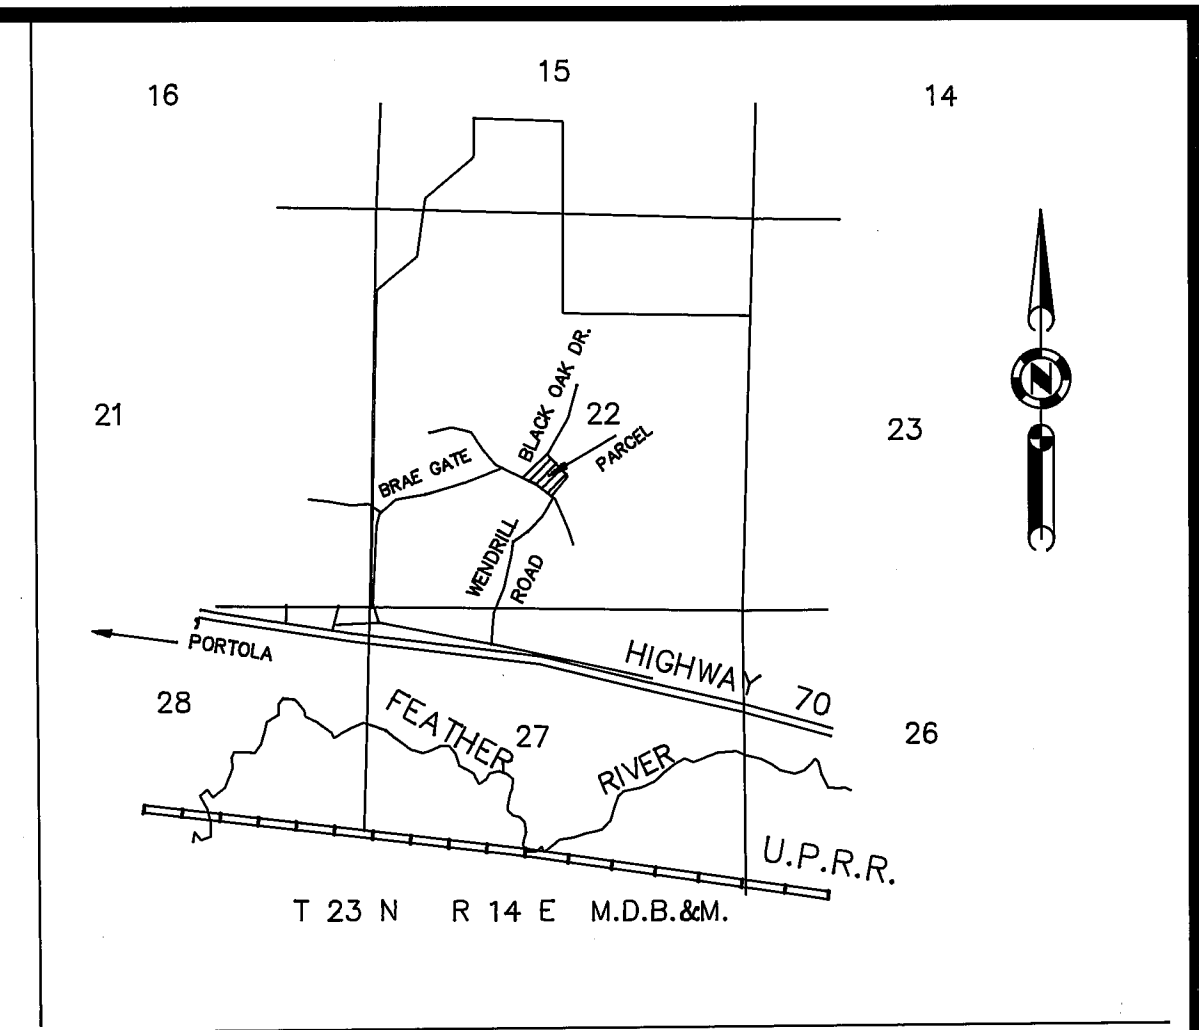 15
16
14
BLACK OAK DR.
21
22
23
PARCEL
BRAE GATE
WENDRILL
ROAD
PORTOLA
HIGHWAY 70
28
FEATHER
27
RIVER
26
U.P.R.R.
T 23 N R 14 E M.D.B.&M.
N